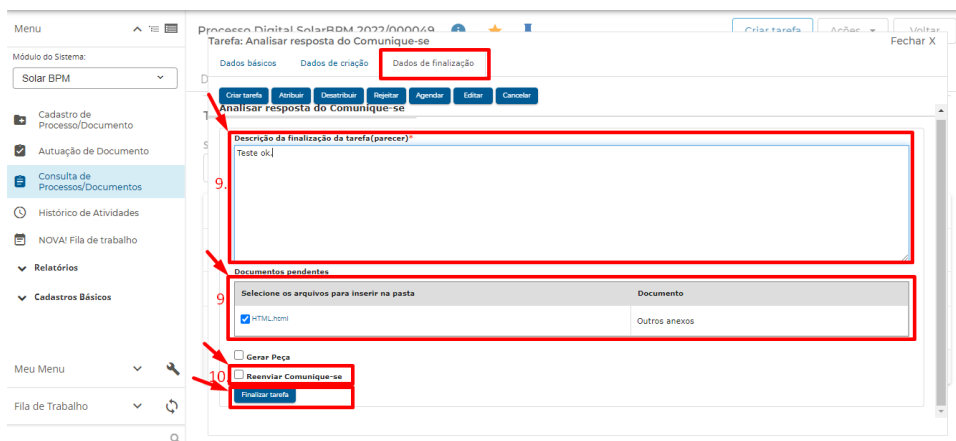 Menu
Módulo do Sistema:
Solar BPM
Cadastro de
Processo/Documento
Autuação de Documento
Consulta de
Processos/Documentos
Histórico de Atividades
NOVA! Fila de trabalho
Relatórios
Cadastros Básicos
Meu Menu
Fila de Trabalho
Processo Digital SolarBPM 2022/000049
Criar tarefa Ações Voltar
Tarefa: Analisar resposta do Comunique-se Fechar X
Dados básicos Dados de criação Dados de finalização
Criar tarefa Atribuir Desatribuir Rejeitar Agendar Editar Cancelar
Analisar resposta do Comunique-se
Descrição da finalização da tarefa(parecer)*
Teste ok.
9.
Documentos pendentes
9
Selecione os arquivos para inserir na pasta Documento
HTML.html Outros anexos
Gerar Peça
10. Reenviar Comunique-se
Finalizar tarefa